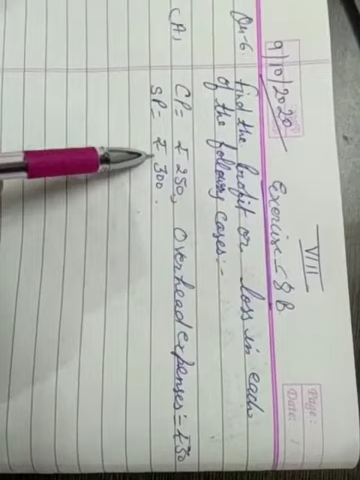 Page:
Date:
VIII
9/10/2020 Exercise - 8B
Qu-6. Find the profit or loss in each
of the following cases:-
(A) CP= ₹ 250, Overhead expenses = ₹50
SP= ₹ 300.